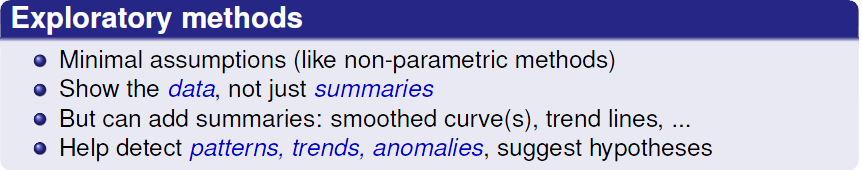 Exploratory methods
Minimal assumptions (like non-parametric methods)
Show the data, not just summaries
But can add summaries: smoothed curve(s), trend lines, ...
Help detect patterns, trends, anomalies, suggest hypotheses